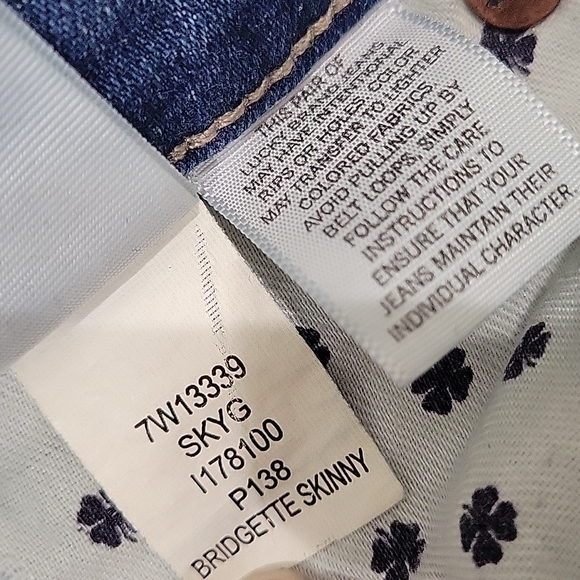 THIS PAIR OF
LUCKY BRAND JEANS
MAY HAVE INTENTIONAL
RIPS OR HOLES. COLOR
MAY TRANSFER TO LIGHTER
COLORED FABRICS.
AVOID PULLING UP BY
BELT LOOPS, SIMPLY
FOLLOW THE CARE
INSTRUCTIONS TO
ENSURE THAT YOUR
JEANS MAINTAIN THEIR
INDIVIDUAL CHARACTER
7W13339
SKYG
I178100
P138
BRIDGETTE SKINNY